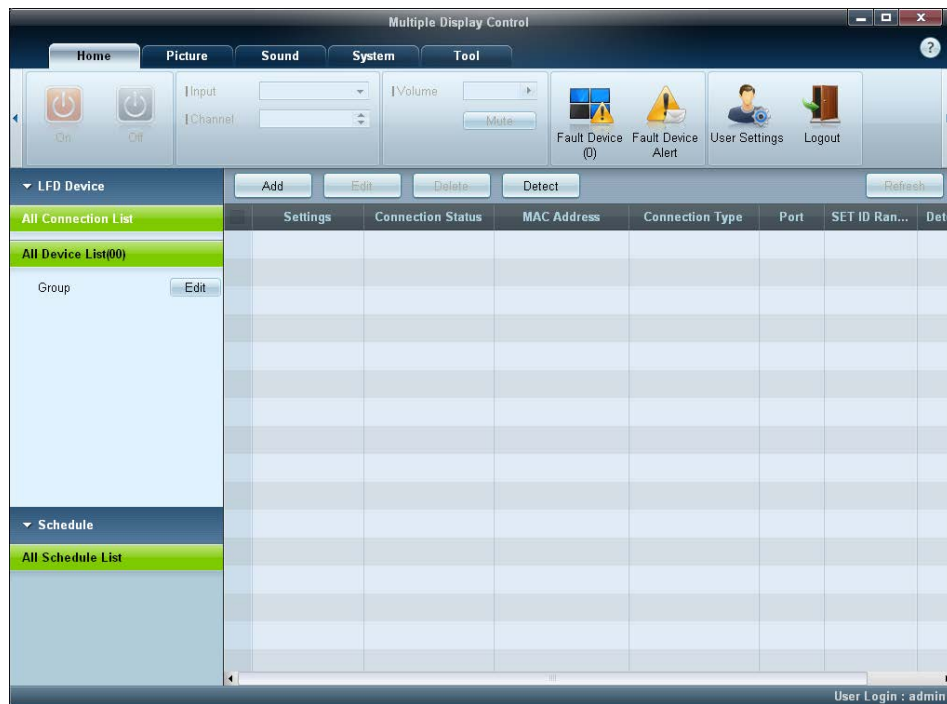 Multiple Display Control
Home Picture Sound System Tool
?
Input
Channel
Volume
Mute
On Off
Fault Device
(0)
Fault Device
Alert
User Settings
Logout
LFD Device
Add Edit Delete Detect Refresh
All Connection List
Settings Connection Status MAC Address Connection Type Port SET ID Ran... Det
All Device List(00)
Group Edit
Schedule
All Schedule List
User Login : admin